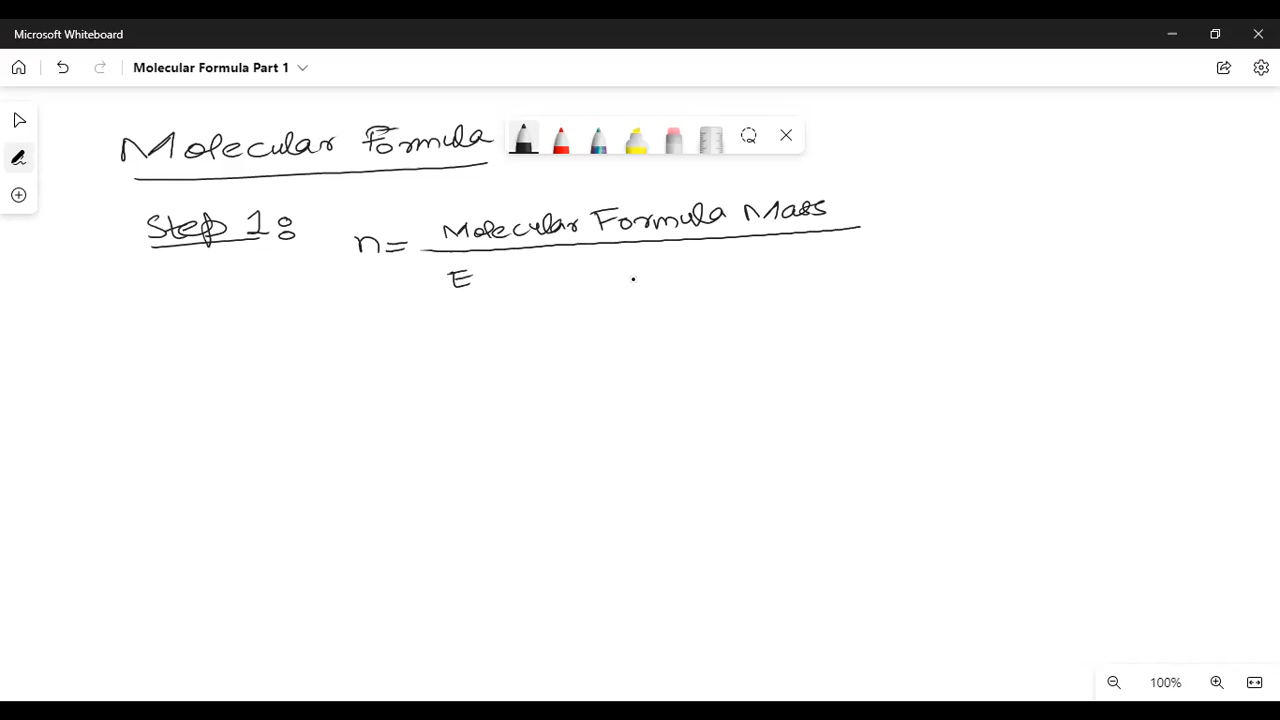 Microsoft Whiteboard
Molecular Formula Part 1
Molecular Formula
Step 1:
n = Molecular Formula Mass
E
100%